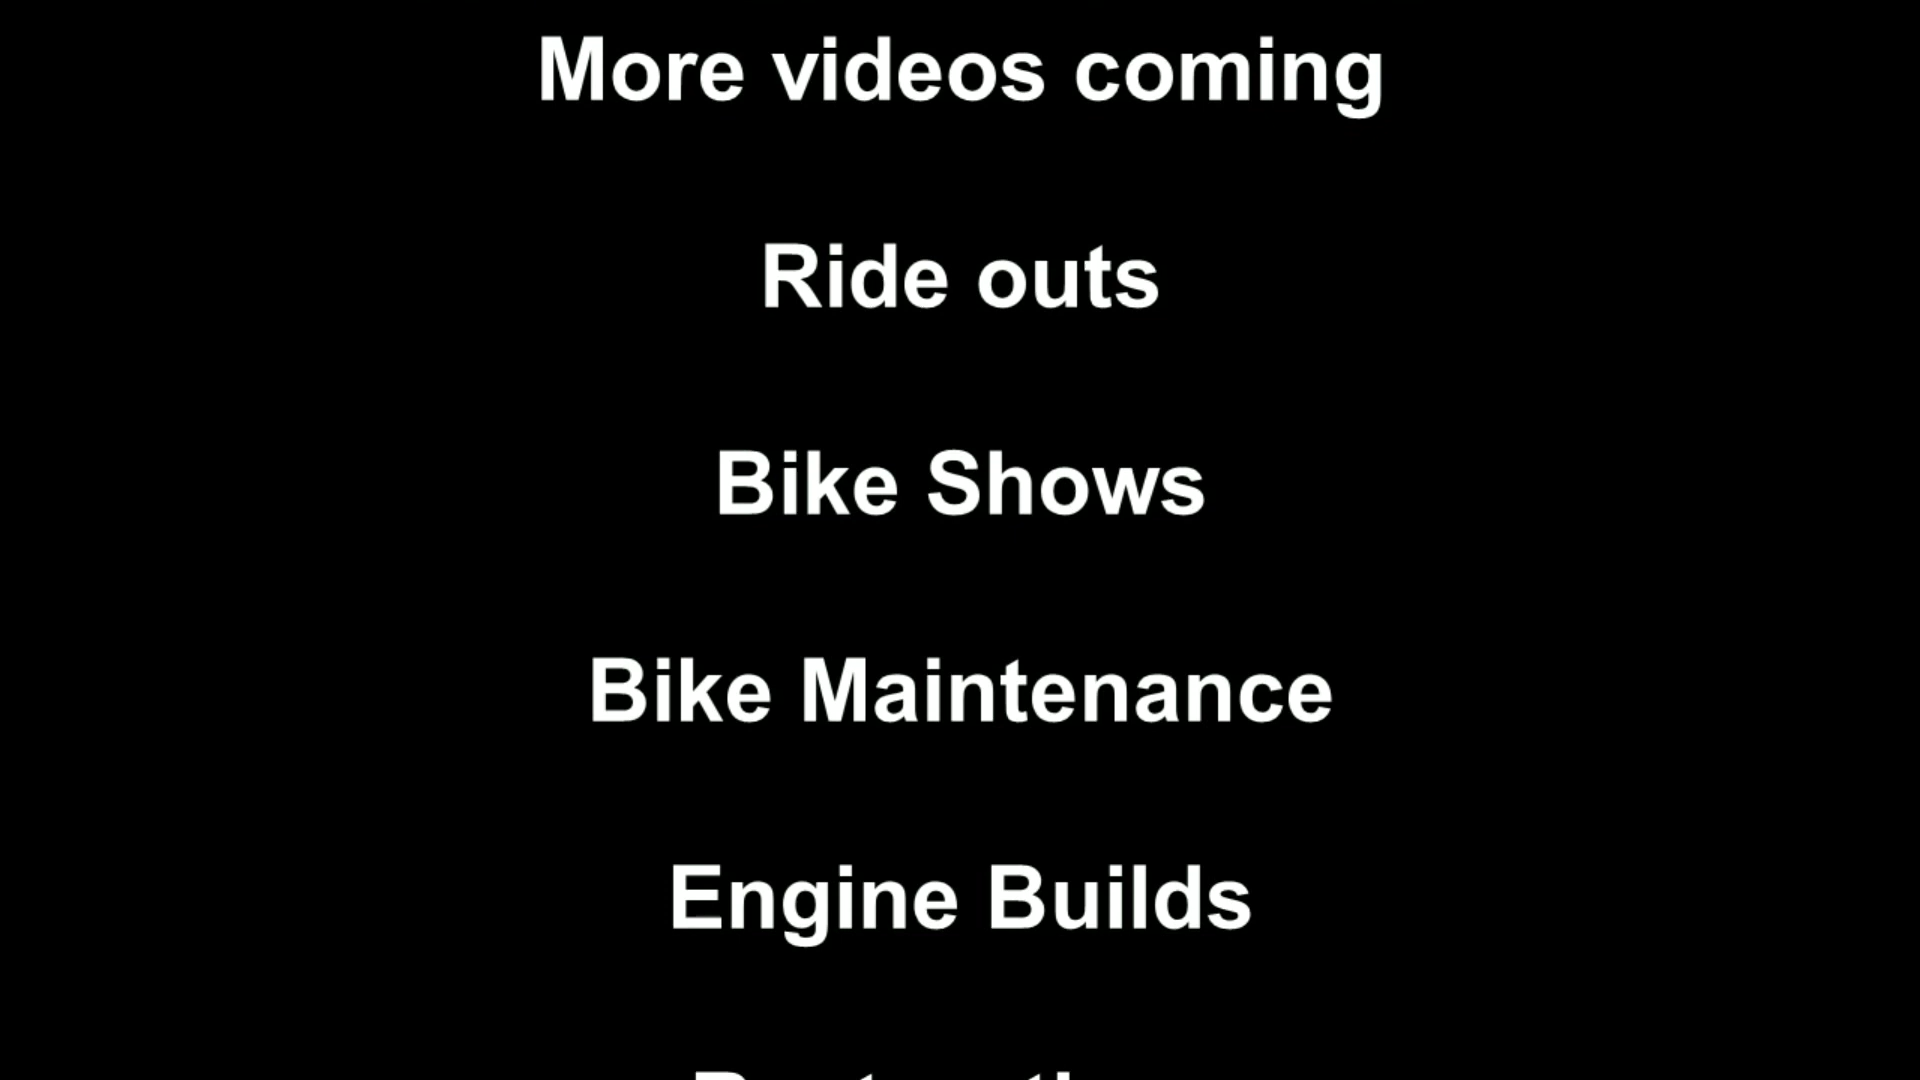 More videos coming
Ride outs
Bike Shows
Bike Maintenance
Engine Builds